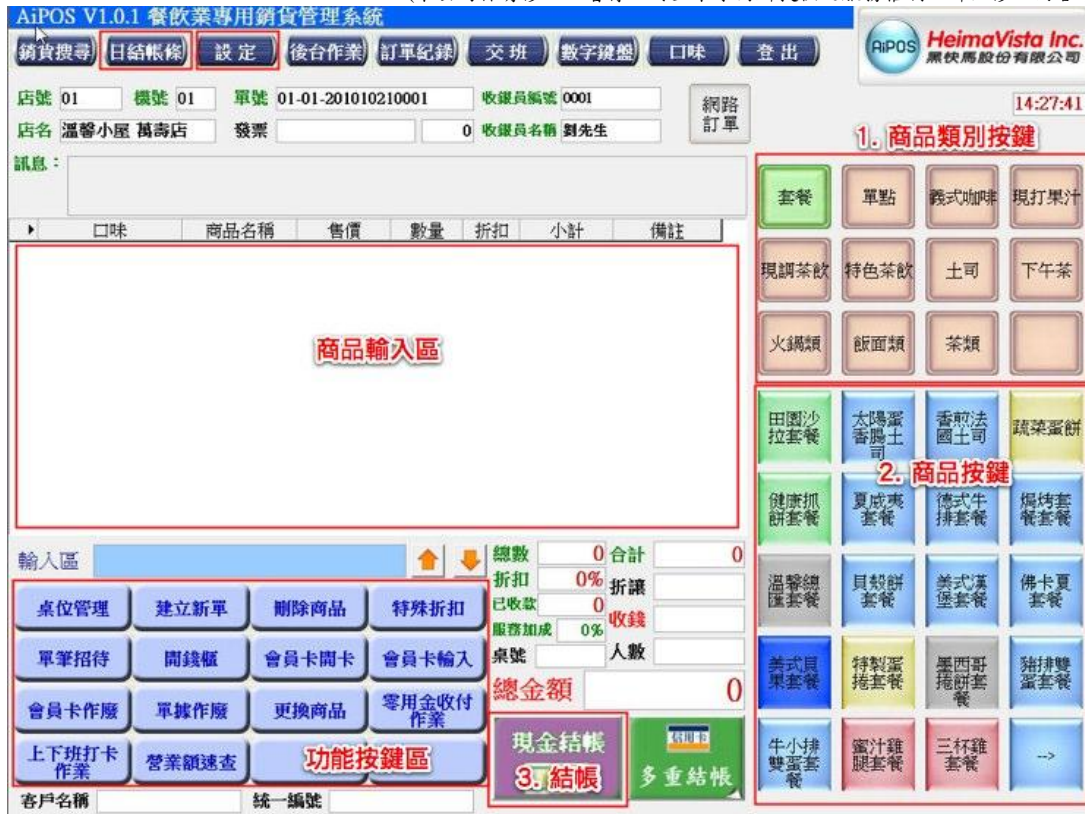 AiPOS V1.0.1 餐飲業專用銷貨管理系統
銷貨搜尋 日結帳條 設 定 後台作業 訂單紀錄 交 班 數字鍵盤 口味 登 出
AiPOS HeimaVista Inc.
黑快馬股份有限公司
店號 01 機號 01 單號 01-01-201010210001 收銀員編號 0001
網路訂單
14:27:41
店名 溫馨小屋 萬壽店 發票 0 收銀員名稱 劉先生
1. 商品類別按鍵
訊息：
套餐 單點 義式咖啡 現打果汁
口味 商品名稱 售價 數量 折扣 小計 備註
現調茶飲 特色茶飲 土司 下午茶
商品輸入區
火鍋類 飯面類 茶類
田園沙拉套餐 太陽蛋香腸土司 香煎法國土司 蔬菜蛋餅
2. 商品按鍵
健康抓餅套餐 夏威夷套餐 德式牛排套餐 焗烤套餐套餐
輸入區
總數 0 合計 0
折扣 0% 折讓
已收款 0 收錢
服務加成 0%
桌號 人數
總金額 0
溫馨總匯套餐 貝殼餅套餐 美式漢堡套餐 佛卡夏套餐
桌位管理 建立新單 刪除商品 特殊折扣
單筆招待 開錢櫃 會員卡開卡 會員卡輸入
美式貝果套餐 特製蛋捲套餐 墨西哥捲餅套餐 豬排雙蛋套餐
會員卡作廢 單據作廢 更換商品 零用金收付作業
現金結帳 信用卡
3. 結帳 多重結帳
上下班打卡作業 營業額速查 功能按鍵區
牛小排雙蛋套餐 蜜汁雞腿套餐 三杯雞套餐 -->
客戶名稱 統一編號